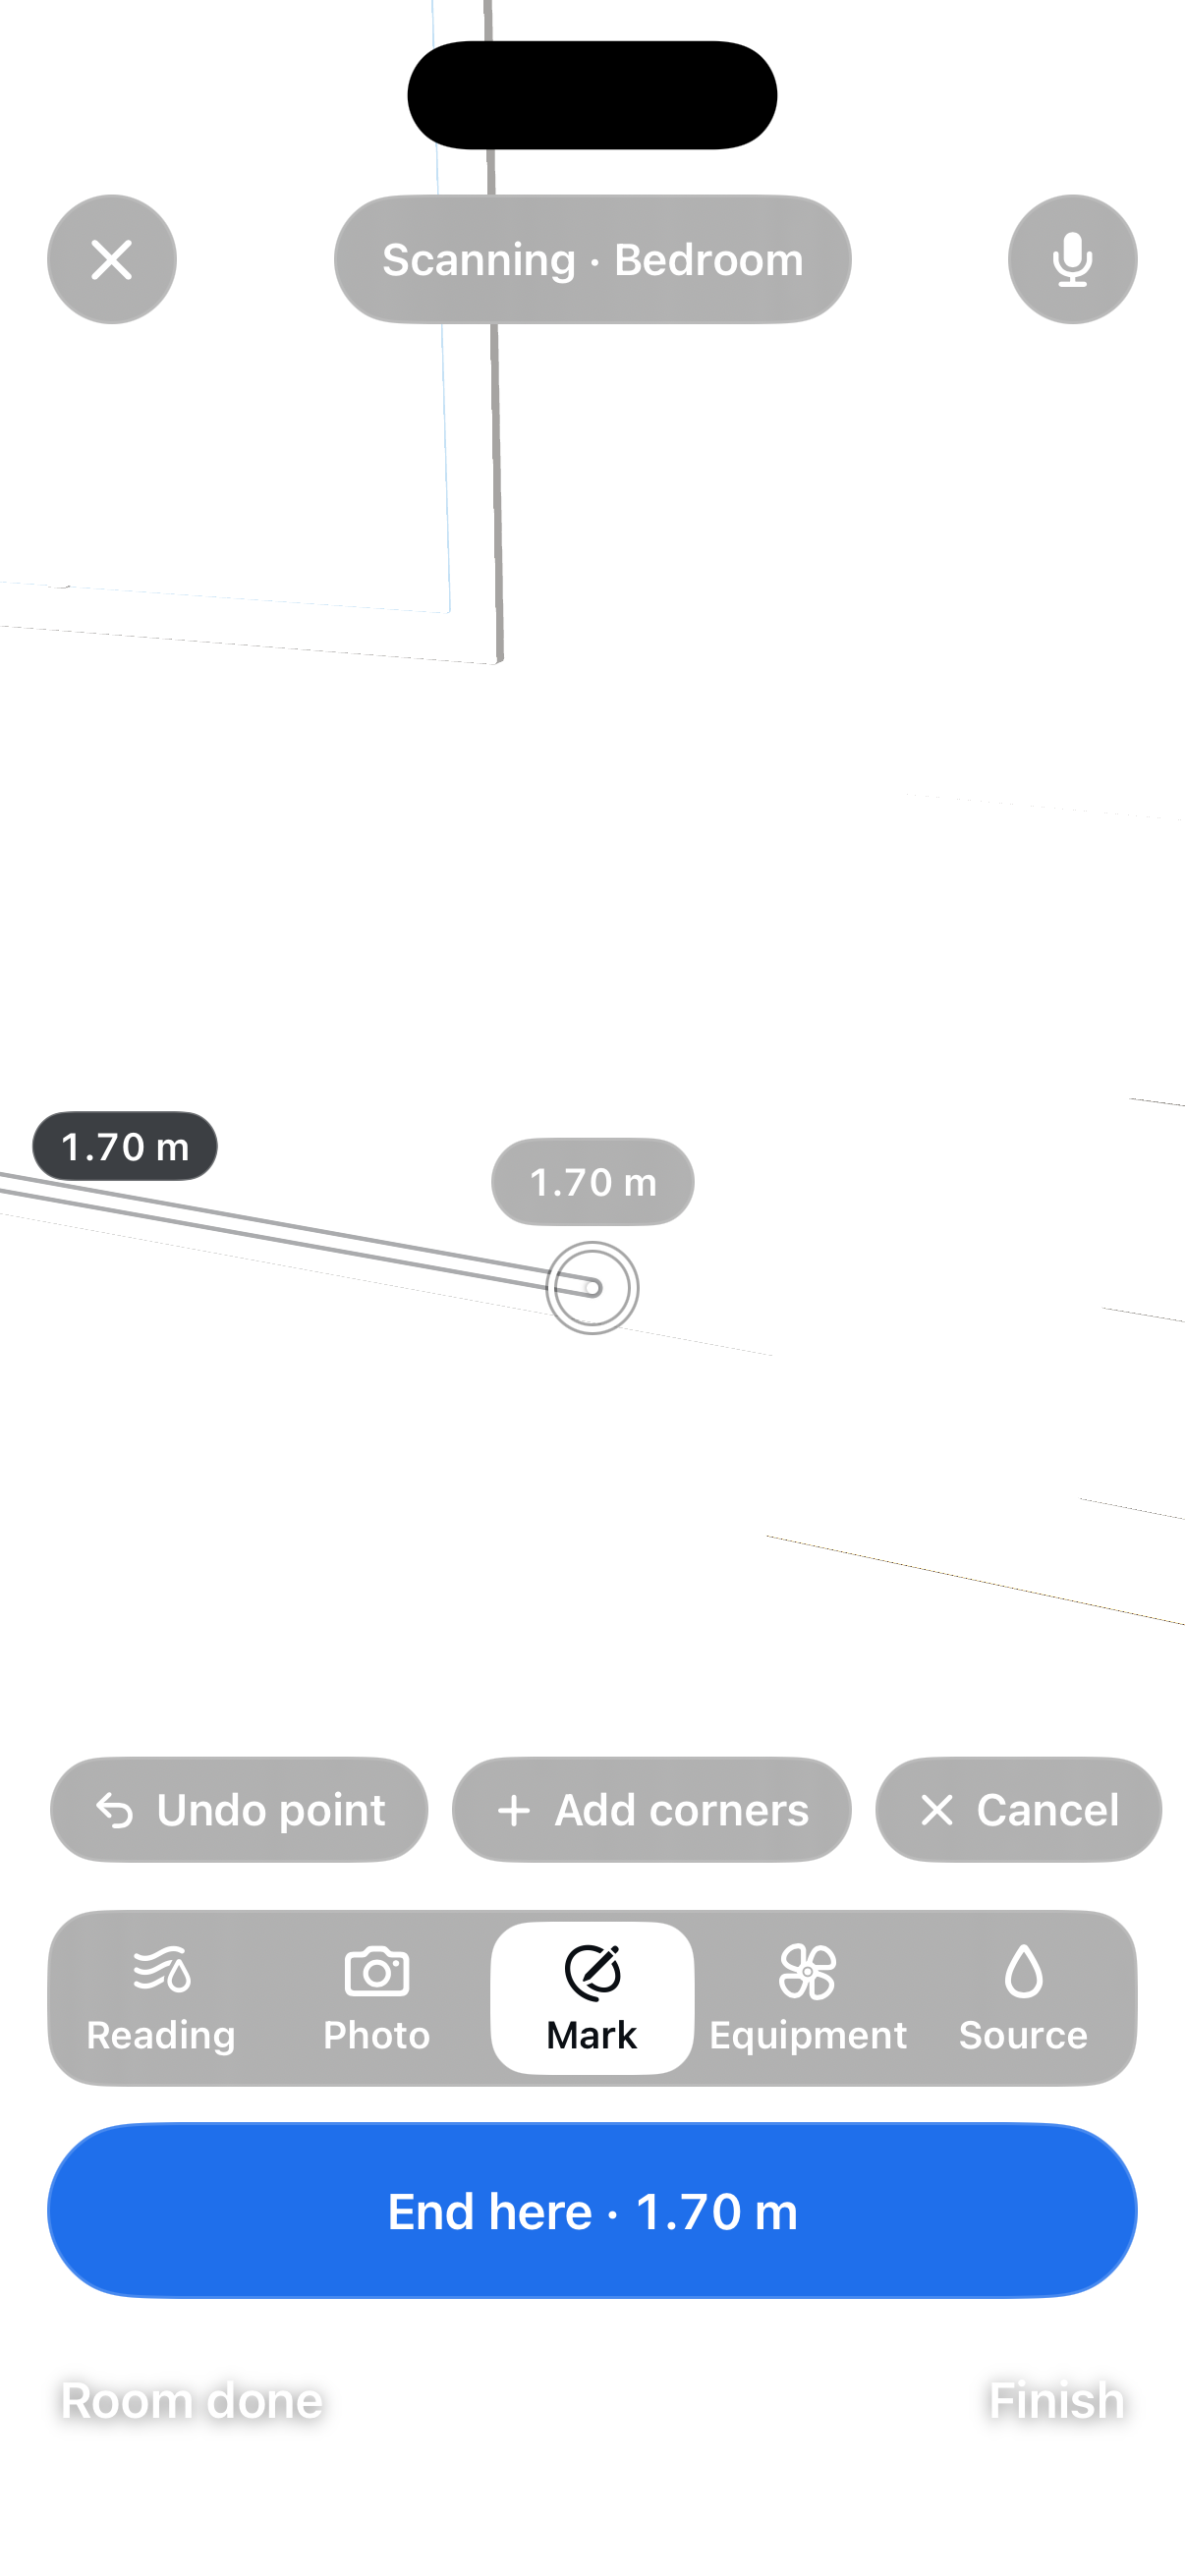 Scanning · Bedroom
1.70 m
1.70 m
Undo point
Add corners
Cancel
Reading
Photo
Mark
Equipment
Source
End here · 1.70 m
Room done
Finish